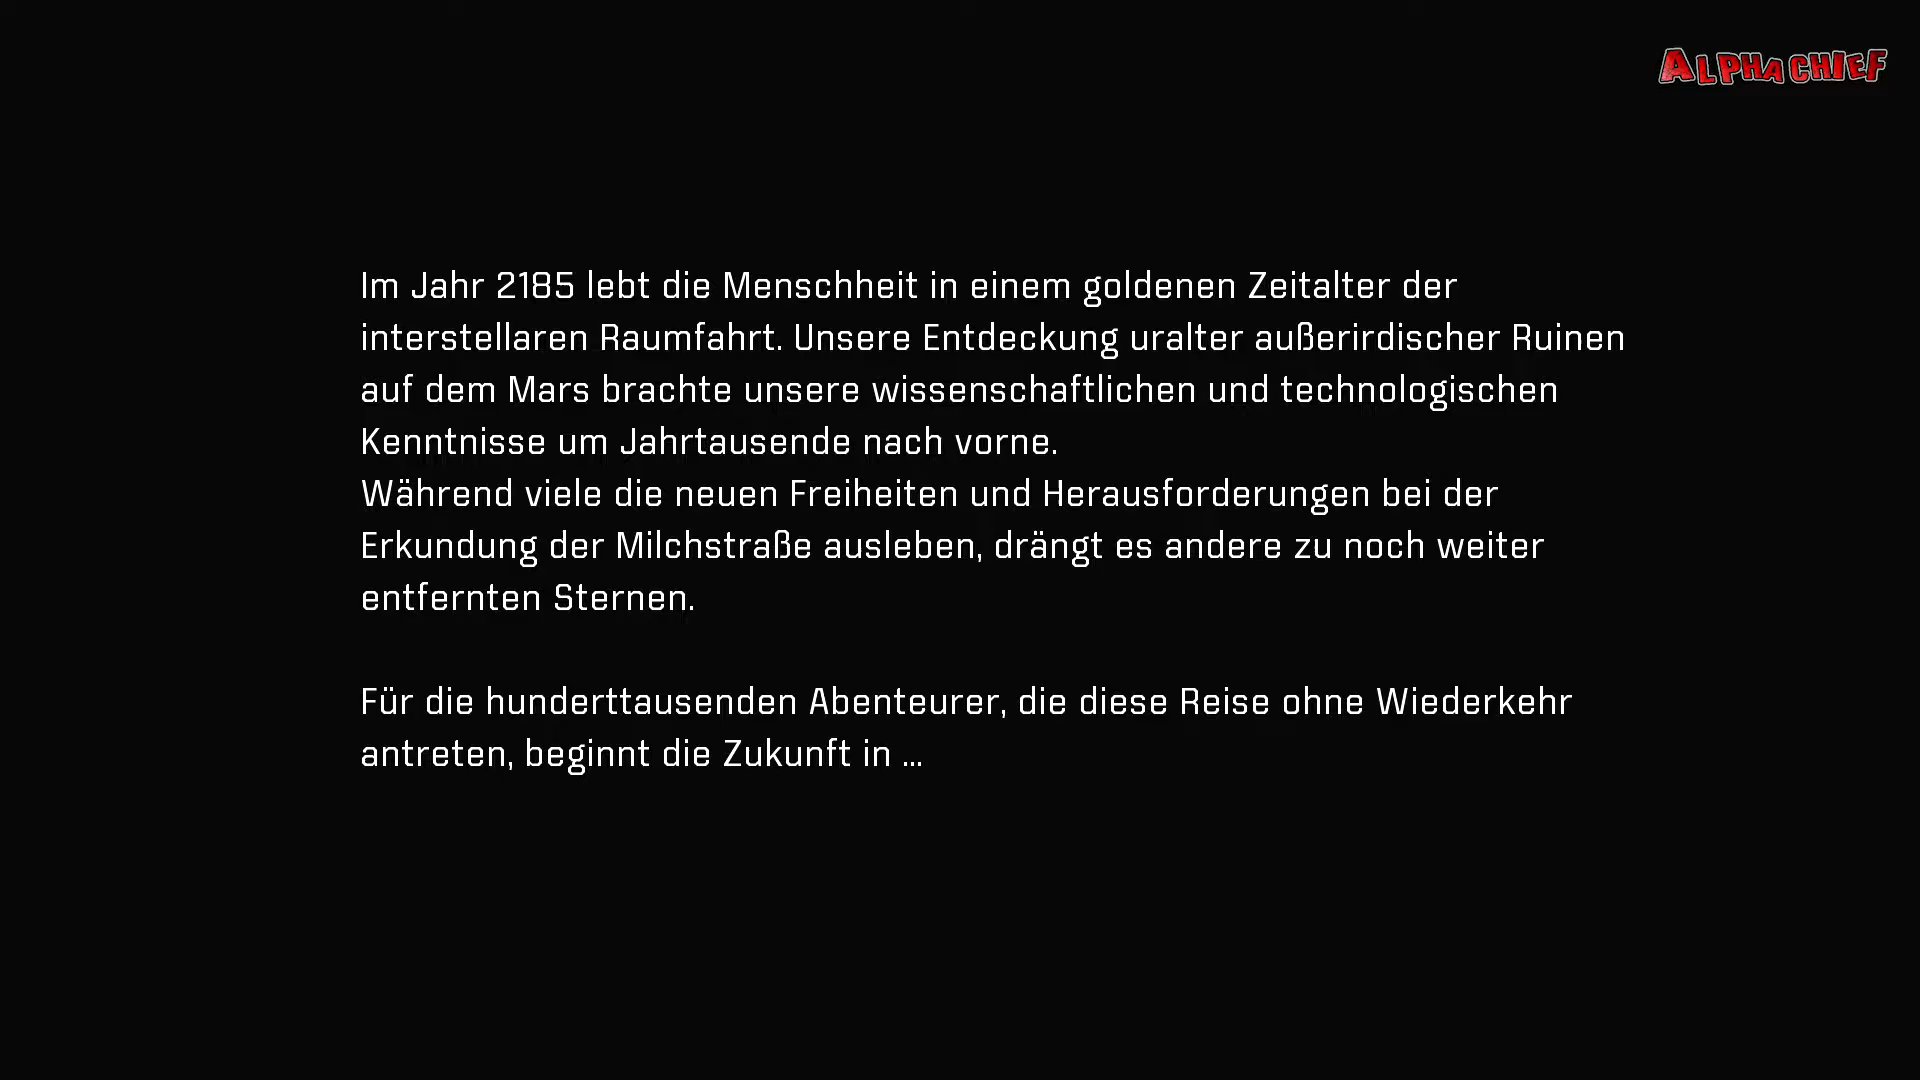 ALPHA CHIEF
Im Jahr 2185 lebt die Menschheit in einem goldenen Zeitalter der
interstellaren Raumfahrt. Unsere Entdeckung uralter außerirdischer Ruinen
auf dem Mars brachte unsere wissenschaftlichen und technologischen
Kenntnisse um Jahrtausende nach vorne.
Während viele die neuen Freiheiten und Herausforderungen bei der
Erkundung der Milchstraße ausleben, drängt es andere zu noch weiter
entfernten Sternen.
Für die hunderttausenden Abenteurer, die diese Reise ohne Wiederkehr
antreten, beginnt die Zukunft in ...